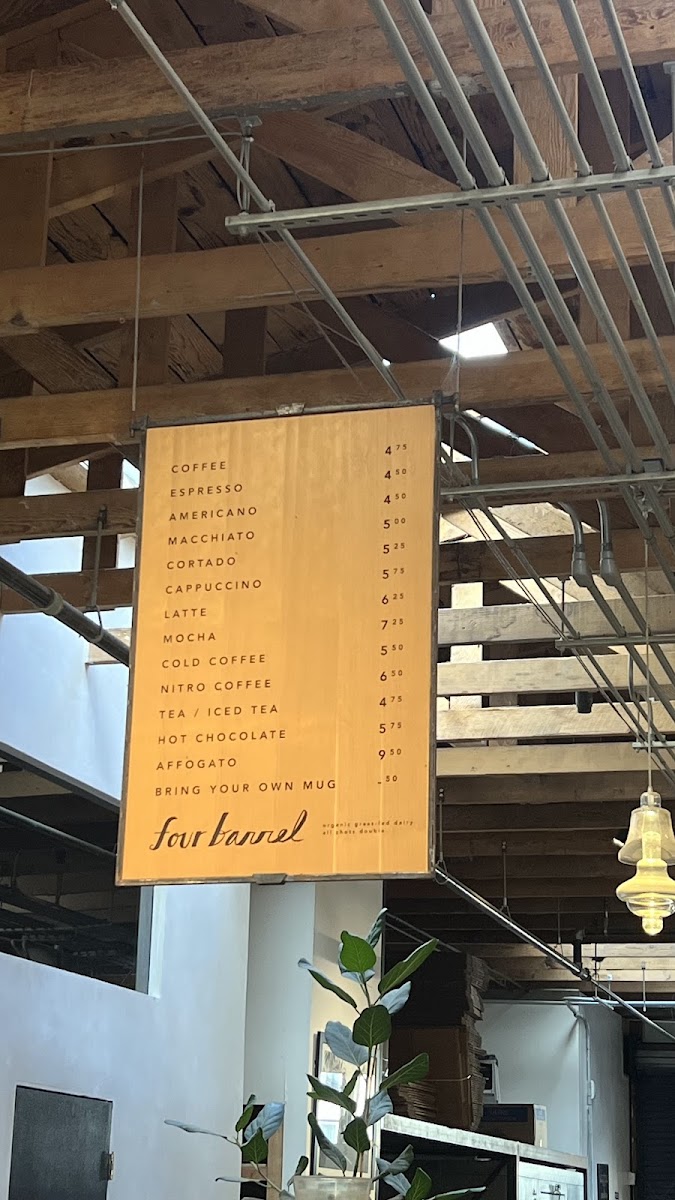 COFFEE 4 75
ESPRESSO 4 50
AMERICANO 4 50
MACCHIATO 5 00
CORTADO 5 25
CAPPUCCINO 5 75
LATTE 6 25
MOCHA 7 25
COLD COFFEE 5 50
NITRO COFFEE 6 50
TEA / ICED TEA 4 75
HOT CHOCOLATE 5 75
AFFOGATO 9 50
BRING YOUR OWN MUG - 50
four barrel
organic grass-fed dairy
all shots double